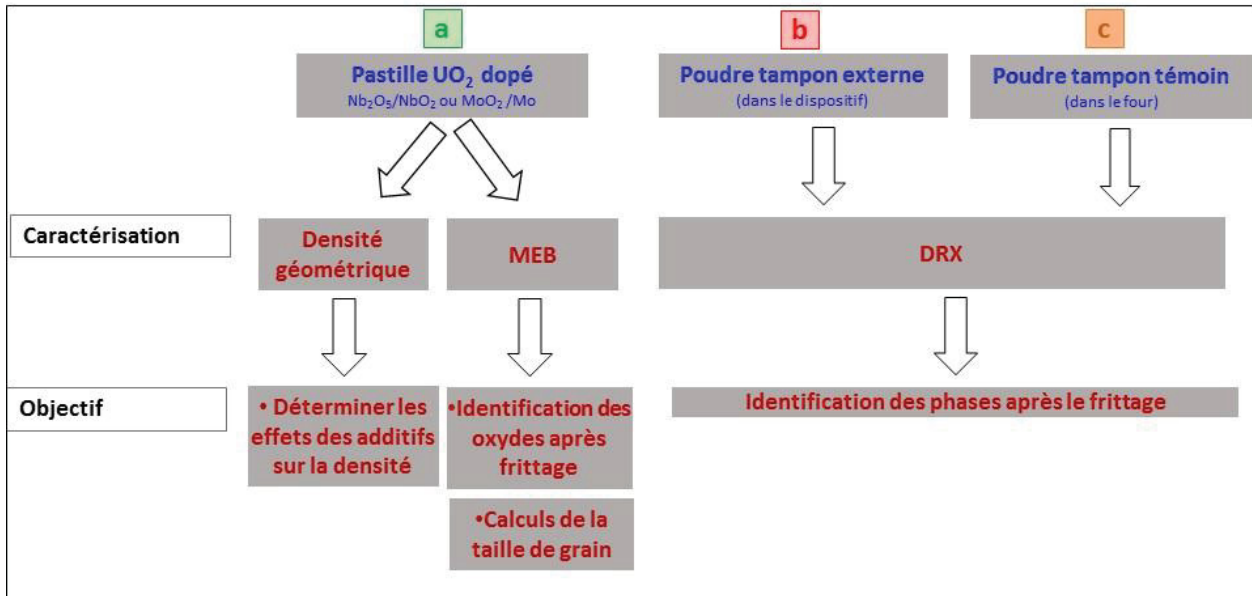 a
b
c
Pastille UO₂ dopé
Nb₂O₅/NbO₂ ou MoO₂ /Mo
Poudre tampon externe
(dans le dispositif)
Poudre tampon témoin
(dans le four)
Caractérisation
Densité
géométrique
MEB
DRX
Objectif
• Déterminer les
effets des additifs
sur la densité
•Identification des
oxydes après
frittage
•Calculs de la
taille de grain
Identification des phases après le frittage